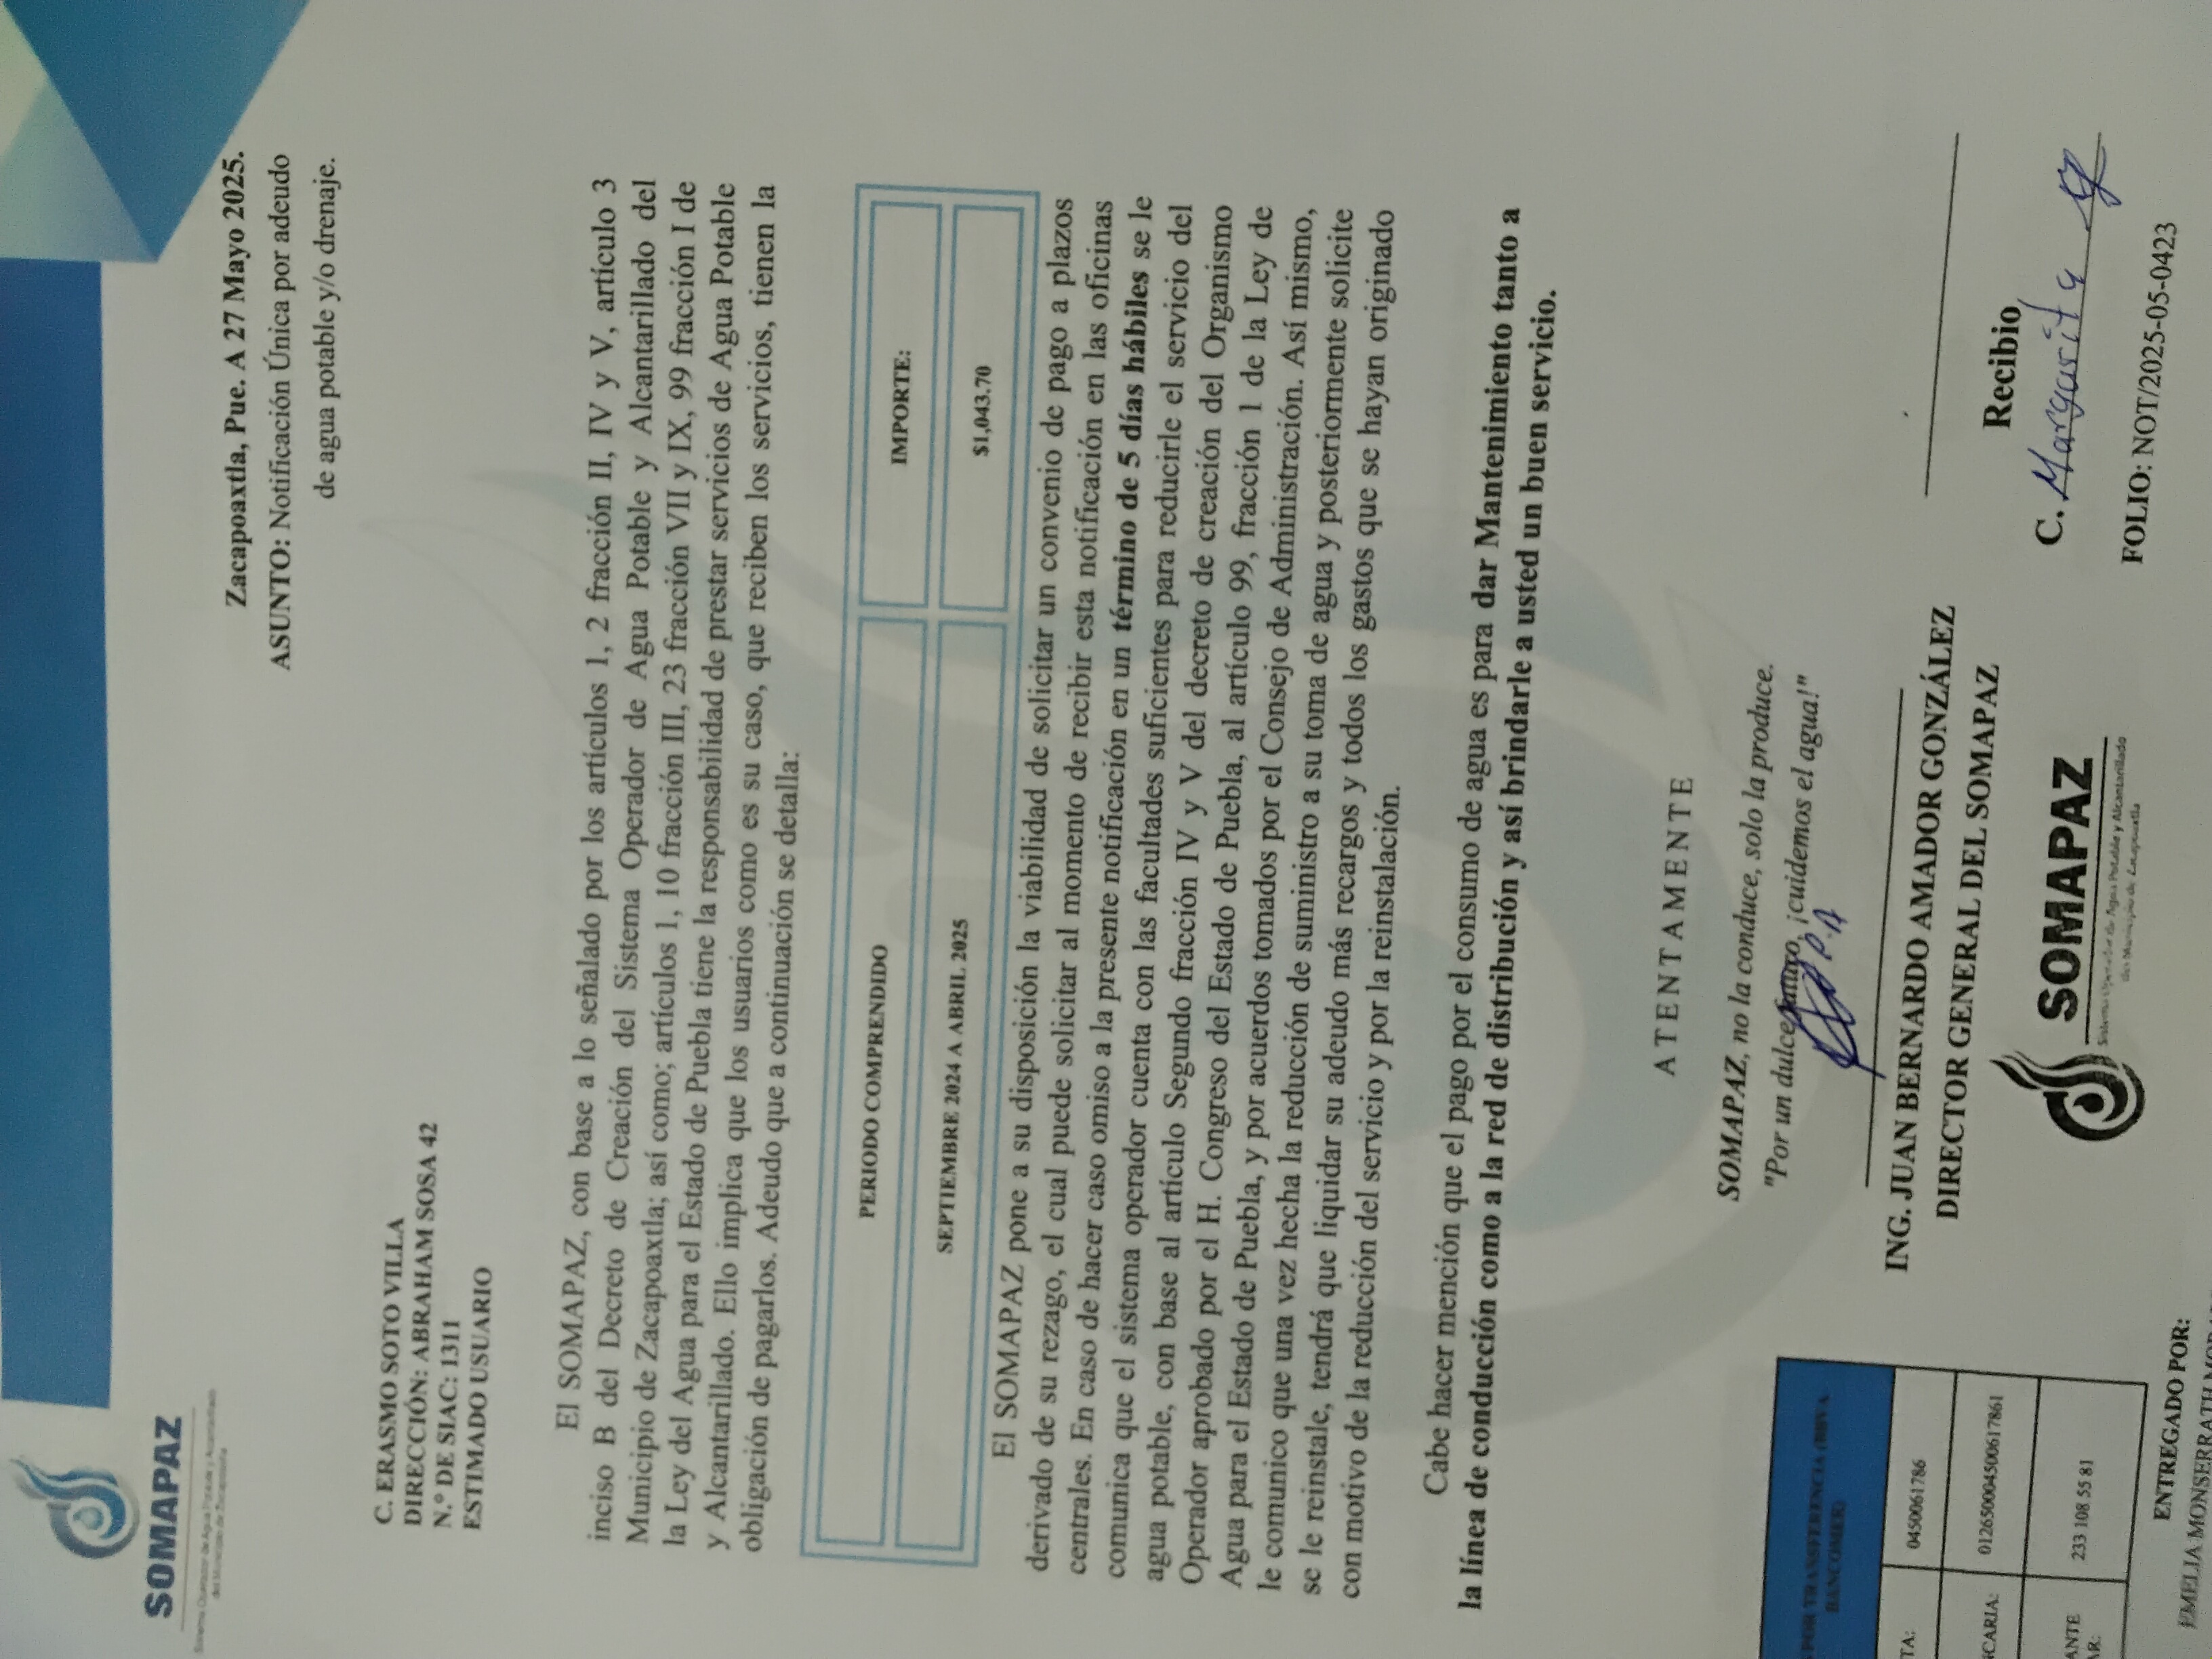 SOMAPAZ
Sistema Operador de Agua Potable y Alcantarillado
del Municipio de Zacapoaxtla
Zacapoaxtla, Pue. A 27 Mayo 2025.
ASUNTO: Notificación Única por adeudo
de agua potable y/o drenaje.
C. ERASMO SOTO VILLA
DIRECCIÓN: ABRAHAM SOSA 42
N.º DE SIAC: 1311
ESTIMADO USUARIO
El SOMAPAZ, con base a lo señalado por los artículos 1, 2 fracción II, IV y V, artículo 3
inciso B del Decreto de Creación del Sistema Operador de Agua Potable y Alcantarillado del
Municipio de Zacapoaxtla; así como; artículos 1, 10 fracción III, 23 fracción VII y IX, 99 fracción I de
la Ley del Agua para el Estado de Puebla tiene la responsabilidad de prestar servicios de Agua Potable
y Alcantarillado. Ello implica que los usuarios como es su caso, que reciben los servicios, tienen la
obligación de pagarlos. Adeudo que a continuación se detalla:
PERIODO COMPRENDIDO
IMPORTE:
SEPTIEMBRE 2024 A ABRIL 2025
$1,043.70
El SOMAPAZ pone a su disposición la viabilidad de solicitar un convenio de pago a plazos
derivado de su rezago, el cual puede solicitar al momento de recibir esta notificación en las oficinas
centrales. En caso de hacer caso omiso a la presente notificación en un término de 5 días hábiles se le
comunica que el sistema operador cuenta con las facultades suficientes para reducirle el servicio del
agua potable, con base al artículo Segundo fracción IV y V del decreto de creación del Organismo
Operador aprobado por el H. Congreso del Estado de Puebla, al artículo 99, fracción 1 de la Ley de
Agua para el Estado de Puebla, y por acuerdos tomados por el Consejo de Administración. Así mismo,
le comunico que una vez hecha la reducción de suministro a su toma de agua y posteriormente solicite
se le reinstale, tendrá que liquidar su adeudo más recargos y todos los gastos que se hayan originado
con motivo de la reducción del servicio y por la reinstalación.
Cabe hacer mención que el pago por el consumo de agua es para dar Mantenimiento tanto a
la línea de conducción como a la red de distribución y así brindarle a usted un buen servicio.
ATENTAMENTE
SOMAPAZ, no la conduce, solo la produce.
"Por un dulce futuro, ¡cuidemos el agua!"
P.A
ING. JUAN BERNARDO AMADOR GONZÁLEZ
DIRECTOR GENERAL DEL SOMAPAZ
SOMAPAZ
Sistema Operador de Agua Potable y Alcantarillado
del Municipio de Zacapoaxtla
POR TRANSFERENCIA (BBVA
BANCOMER)
TA:
0450061786
CARIA:
012650004500617861
ANTE
AR:
233 108 55 81
ENTREGADO POR:
EMELIA MONSERRATH
Recibio
C. Margarita
FOLIO: NOT/2025-05-0423